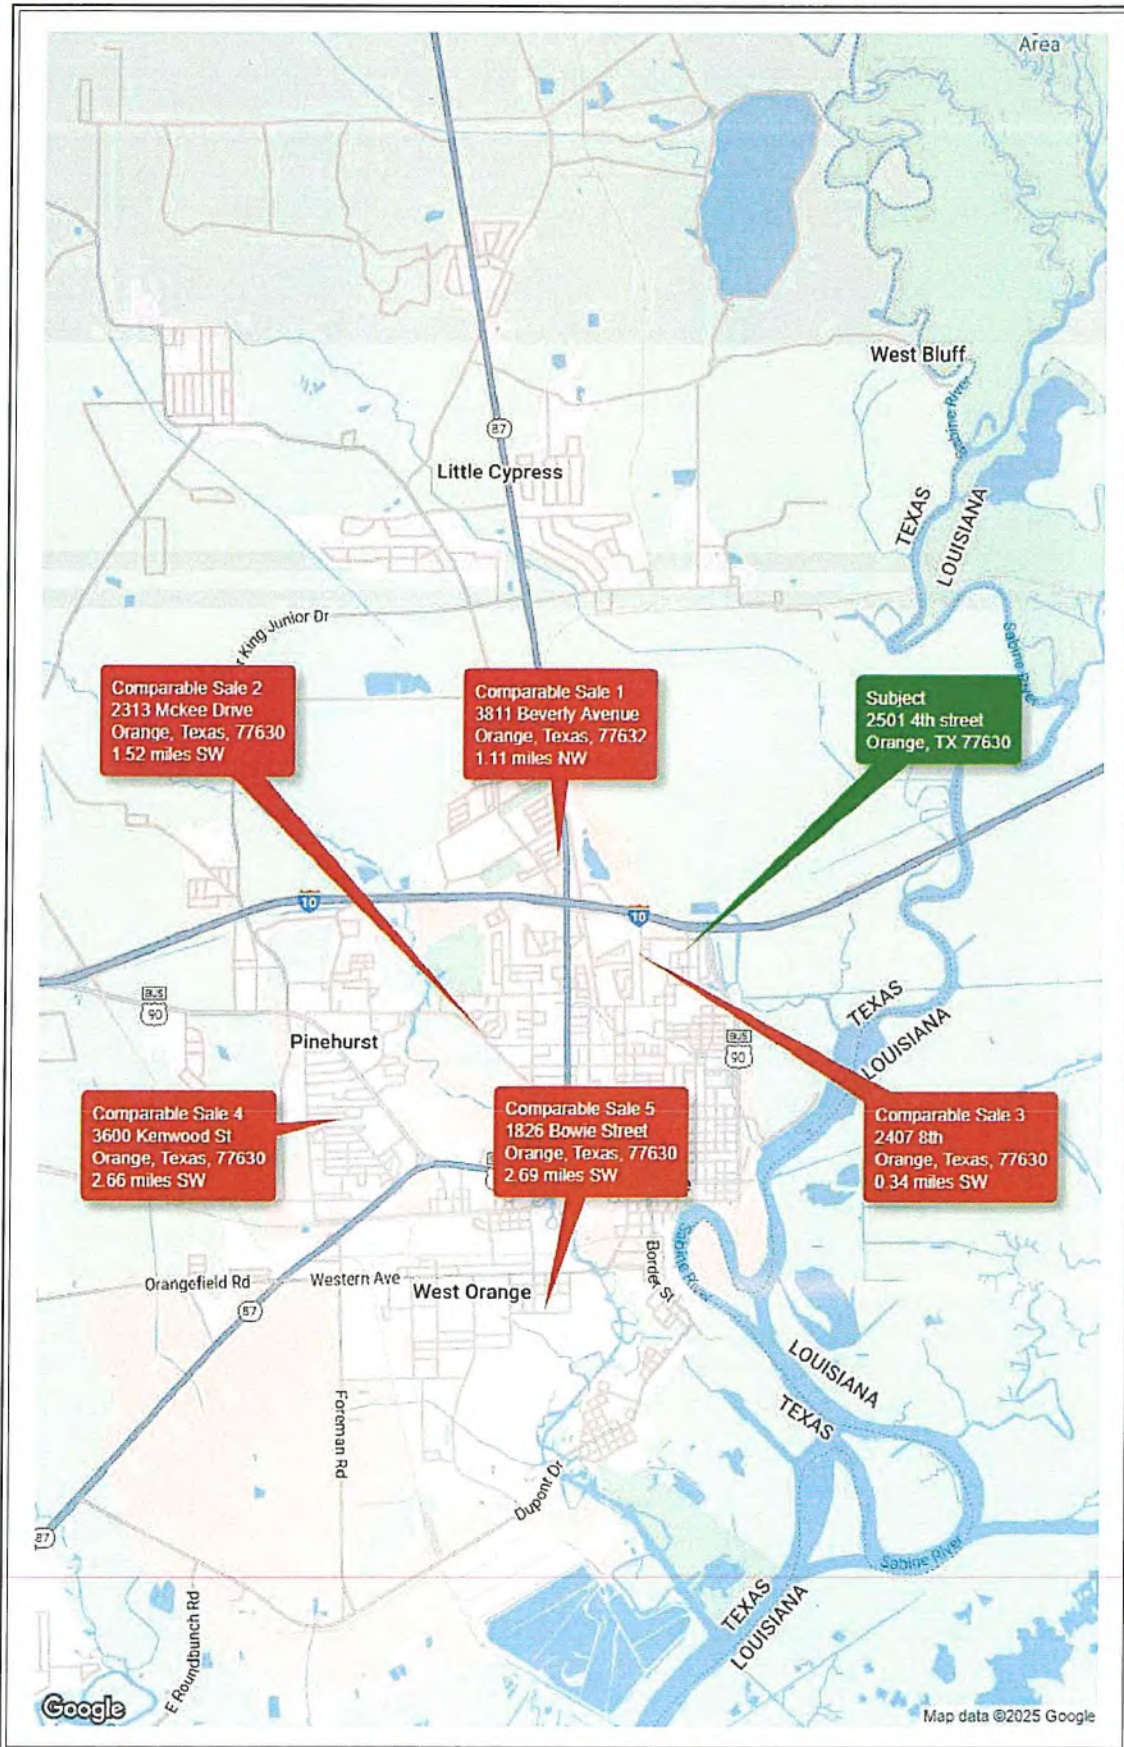 Area
West Bluff
Sabine River
87
Little Cypress
TEXAS
LOUISIANA
King Junior Dr
Sabine River
Comparable Sale 2
2313 Mckee Drive
Orange, Texas, 77630
1.52 miles SW
Comparable Sale 1
3811 Beverly Avenue
Orange, Texas, 77632
1.11 miles NW
Subject
2501 4th street
Orange, TX 77630
10
10
BUS
90
Pinehurst
TEXAS
LOUISIANA
BUS
90
Comparable Sale 4
3600 Kenwood St
Orange, Texas, 77630
2.66 miles SW
Comparable Sale 5
1826 Bowie Street
Orange, Texas, 77630
2.69 miles SW
Comparable Sale 3
2407 8th
Orange, Texas, 77630
0.34 miles SW
Sabine River
Border St
Orangefield Rd
Western Ave
West Orange
87
LOUISIANA
TEXAS
Foreman Rd
Dupont Dr
87
Sabine River
TEXAS
LOUISIANA
E Roundbunch Rd
Google
Map data ©2025 Google